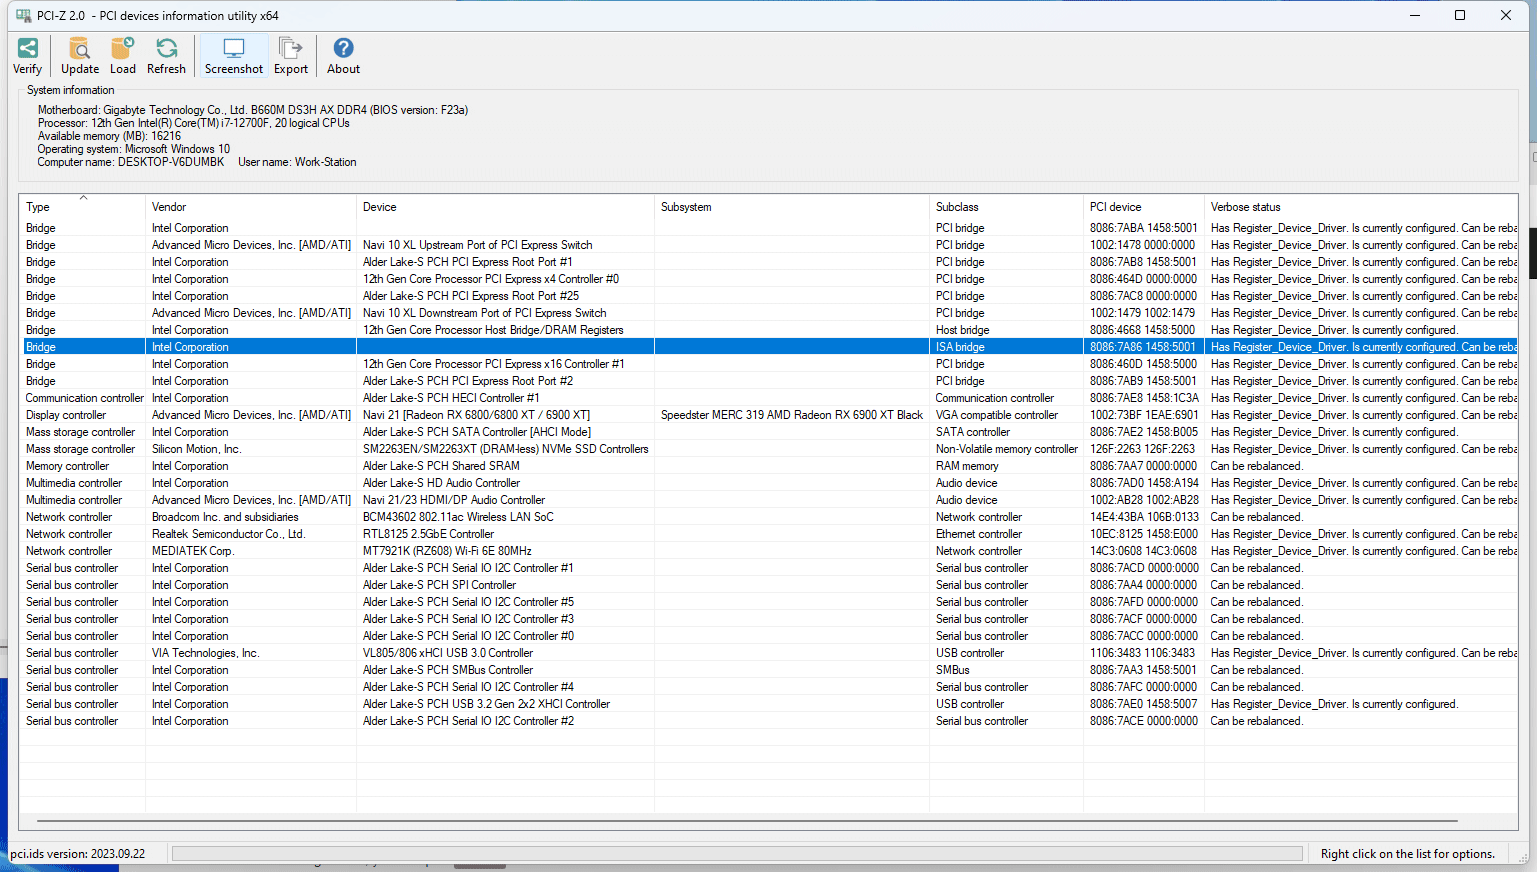 PCI-Z 2.0 - PCI devices information utility x64
Verify Update Load Refresh Screenshot Export About
System information
Motherboard: Gigabyte Technology Co., Ltd. B660M DS3H AX DDR4 (BIOS version: F23a)
Processor: 12th Gen Intel(R) Core(TM) i7-12700F, 20 logical CPUs
Available memory (MB): 16216
Operating system: Microsoft Windows 10
Computer name: DESKTOP-V6DUMBK User name: Work-Station
Type Vendor Device Subsystem Subclass PCI device Verbose status
Bridge Intel Corporation PCI bridge 8086:7ABA 1458:5001 Has Register_Device_Driver. Is currently configured. Can be reba
Bridge Advanced Micro Devices, Inc. [AMD/ATI] Navi 10 XL Upstream Port of PCI Express Switch PCI bridge 1002:1478 0000:0000 Has Register_Device_Driver. Is currently configured. Can be reba
Bridge Intel Corporation Alder Lake-S PCH PCI Express Root Port #1 PCI bridge 8086:7AB8 1458:5001 Has Register_Device_Driver. Is currently configured. Can be reba
Bridge Intel Corporation 12th Gen Core Processor PCI Express x4 Controller #0 PCI bridge 8086:464D 0000:0000 Has Register_Device_Driver. Is currently configured. Can be reba
Bridge Intel Corporation Alder Lake-S PCH PCI Express Root Port #25 PCI bridge 8086:7AC8 0000:0000 Has Register_Device_Driver. Is currently configured. Can be reba
Bridge Advanced Micro Devices, Inc. [AMD/ATI] Navi 10 XL Downstream Port of PCI Express Switch PCI bridge 1002:1479 1002:1479 Has Register_Device_Driver. Is currently configured. Can be reba
Bridge Intel Corporation 12th Gen Core Processor Host Bridge/DRAM Registers Host bridge 8086:4668 1458:5000 Has Register_Device_Driver. Is currently configured.
Bridge Intel Corporation ISA bridge 8086:7A86 1458:5001 Has Register_Device_Driver. Is currently configured. Can be reba
Bridge Intel Corporation 12th Gen Core Processor PCI Express x16 Controller #1 PCI bridge 8086:460D 1458:5000 Has Register_Device_Driver. Is currently configured. Can be reba
Bridge Intel Corporation Alder Lake-S PCH PCI Express Root Port #2 PCI bridge 8086:7AB9 1458:5001 Has Register_Device_Driver. Is currently configured. Can be reba
Communication controller Intel Corporation Alder Lake-S PCH HECI Controller #1 Communication controller 8086:7AE8 1458:1C3A Has Register_Device_Driver. Is currently configured. Can be reba
Display controller Advanced Micro Devices, Inc. [AMD/ATI] Navi 21 [Radeon RX 6800/6800 XT / 6900 XT] Speedster MERC 319 AMD Radeon RX 6900 XT Black VGA compatible controller 1002:73BF 1EAE:6901 Has Register_Device_Driver. Is currently configured. Can be reba
Mass storage controller Intel Corporation Alder Lake-S PCH SATA Controller [AHCI Mode] SATA controller 8086:7AE2 1458:B005 Has Register_Device_Driver. Is currently configured.
Mass storage controller Silicon Motion, Inc. SM2263EN/SM2263XT (DRAM-less) NVMe SSD Controllers Non-Volatile memory controller 126F:2263 126F:2263 Has Register_Device_Driver. Is currently configured. Can be reba
Memory controller Intel Corporation Alder Lake-S PCH Shared SRAM RAM memory 8086:7AA7 0000:0000 Can be rebalanced.
Multimedia controller Intel Corporation Alder Lake-S HD Audio Controller Audio device 8086:7AD0 1458:A194 Has Register_Device_Driver. Is currently configured. Can be reba
Multimedia controller Advanced Micro Devices, Inc. [AMD/ATI] Navi 21/23 HDMI/DP Audio Controller Audio device 1002:AB28 1002:AB28 Has Register_Device_Driver. Is currently configured. Can be reba
Network controller Broadcom Inc. and subsidiaries BCM43602 802.11ac Wireless LAN SoC Network controller 14E4:43BA 106B:0133 Can be rebalanced.
Network controller Realtek Semiconductor Co., Ltd. RTL8125 2.5GbE Controller Ethernet controller 10EC:8125 1458:E000 Has Register_Device_Driver. Is currently configured. Can be reba
Network controller MEDIATEK Corp. MT7921K (RZ608) Wi-Fi 6E 80MHz Network controller 14C3:0608 14C3:0608 Has Register_Device_Driver. Is currently configured. Can be reba
Serial bus controller Intel Corporation Alder Lake-S PCH Serial IO I2C Controller #1 Serial bus controller 8086:7ACD 0000:0000 Can be rebalanced.
Serial bus controller Intel Corporation Alder Lake-S PCH SPI Controller Serial bus controller 8086:7AA4 0000:0000 Can be rebalanced.
Serial bus controller Intel Corporation Alder Lake-S PCH Serial IO I2C Controller #5 Serial bus controller 8086:7AFD 0000:0000 Can be rebalanced.
Serial bus controller Intel Corporation Alder Lake-S PCH Serial IO I2C Controller #3 Serial bus controller 8086:7ACF 0000:0000 Can be rebalanced.
Serial bus controller Intel Corporation Alder Lake-S PCH Serial IO I2C Controller #0 Serial bus controller 8086:7ACC 0000:0000 Can be rebalanced.
Serial bus controller VIA Technologies, Inc. VL805/806 xHCI USB 3.0 Controller USB controller 1106:3483 1106:3483 Has Register_Device_Driver. Is currently configured. Can be reba
Serial bus controller Intel Corporation Alder Lake-S PCH SMBus Controller SMBus 8086:7AA3 1458:5001 Can be rebalanced.
Serial bus controller Intel Corporation Alder Lake-S PCH Serial IO I2C Controller #4 Serial bus controller 8086:7AFC 0000:0000 Can be rebalanced.
Serial bus controller Intel Corporation Alder Lake-S PCH USB 3.2 Gen 2x2 XHCI Controller USB controller 8086:7AE0 1458:5007 Has Register_Device_Driver. Is currently configured.
Serial bus controller Intel Corporation Alder Lake-S PCH Serial IO I2C Controller #2 Serial bus controller 8086:7ACE 0000:0000 Can be rebalanced.
pci.ids version: 2023.09.22 Right click on the list for options.